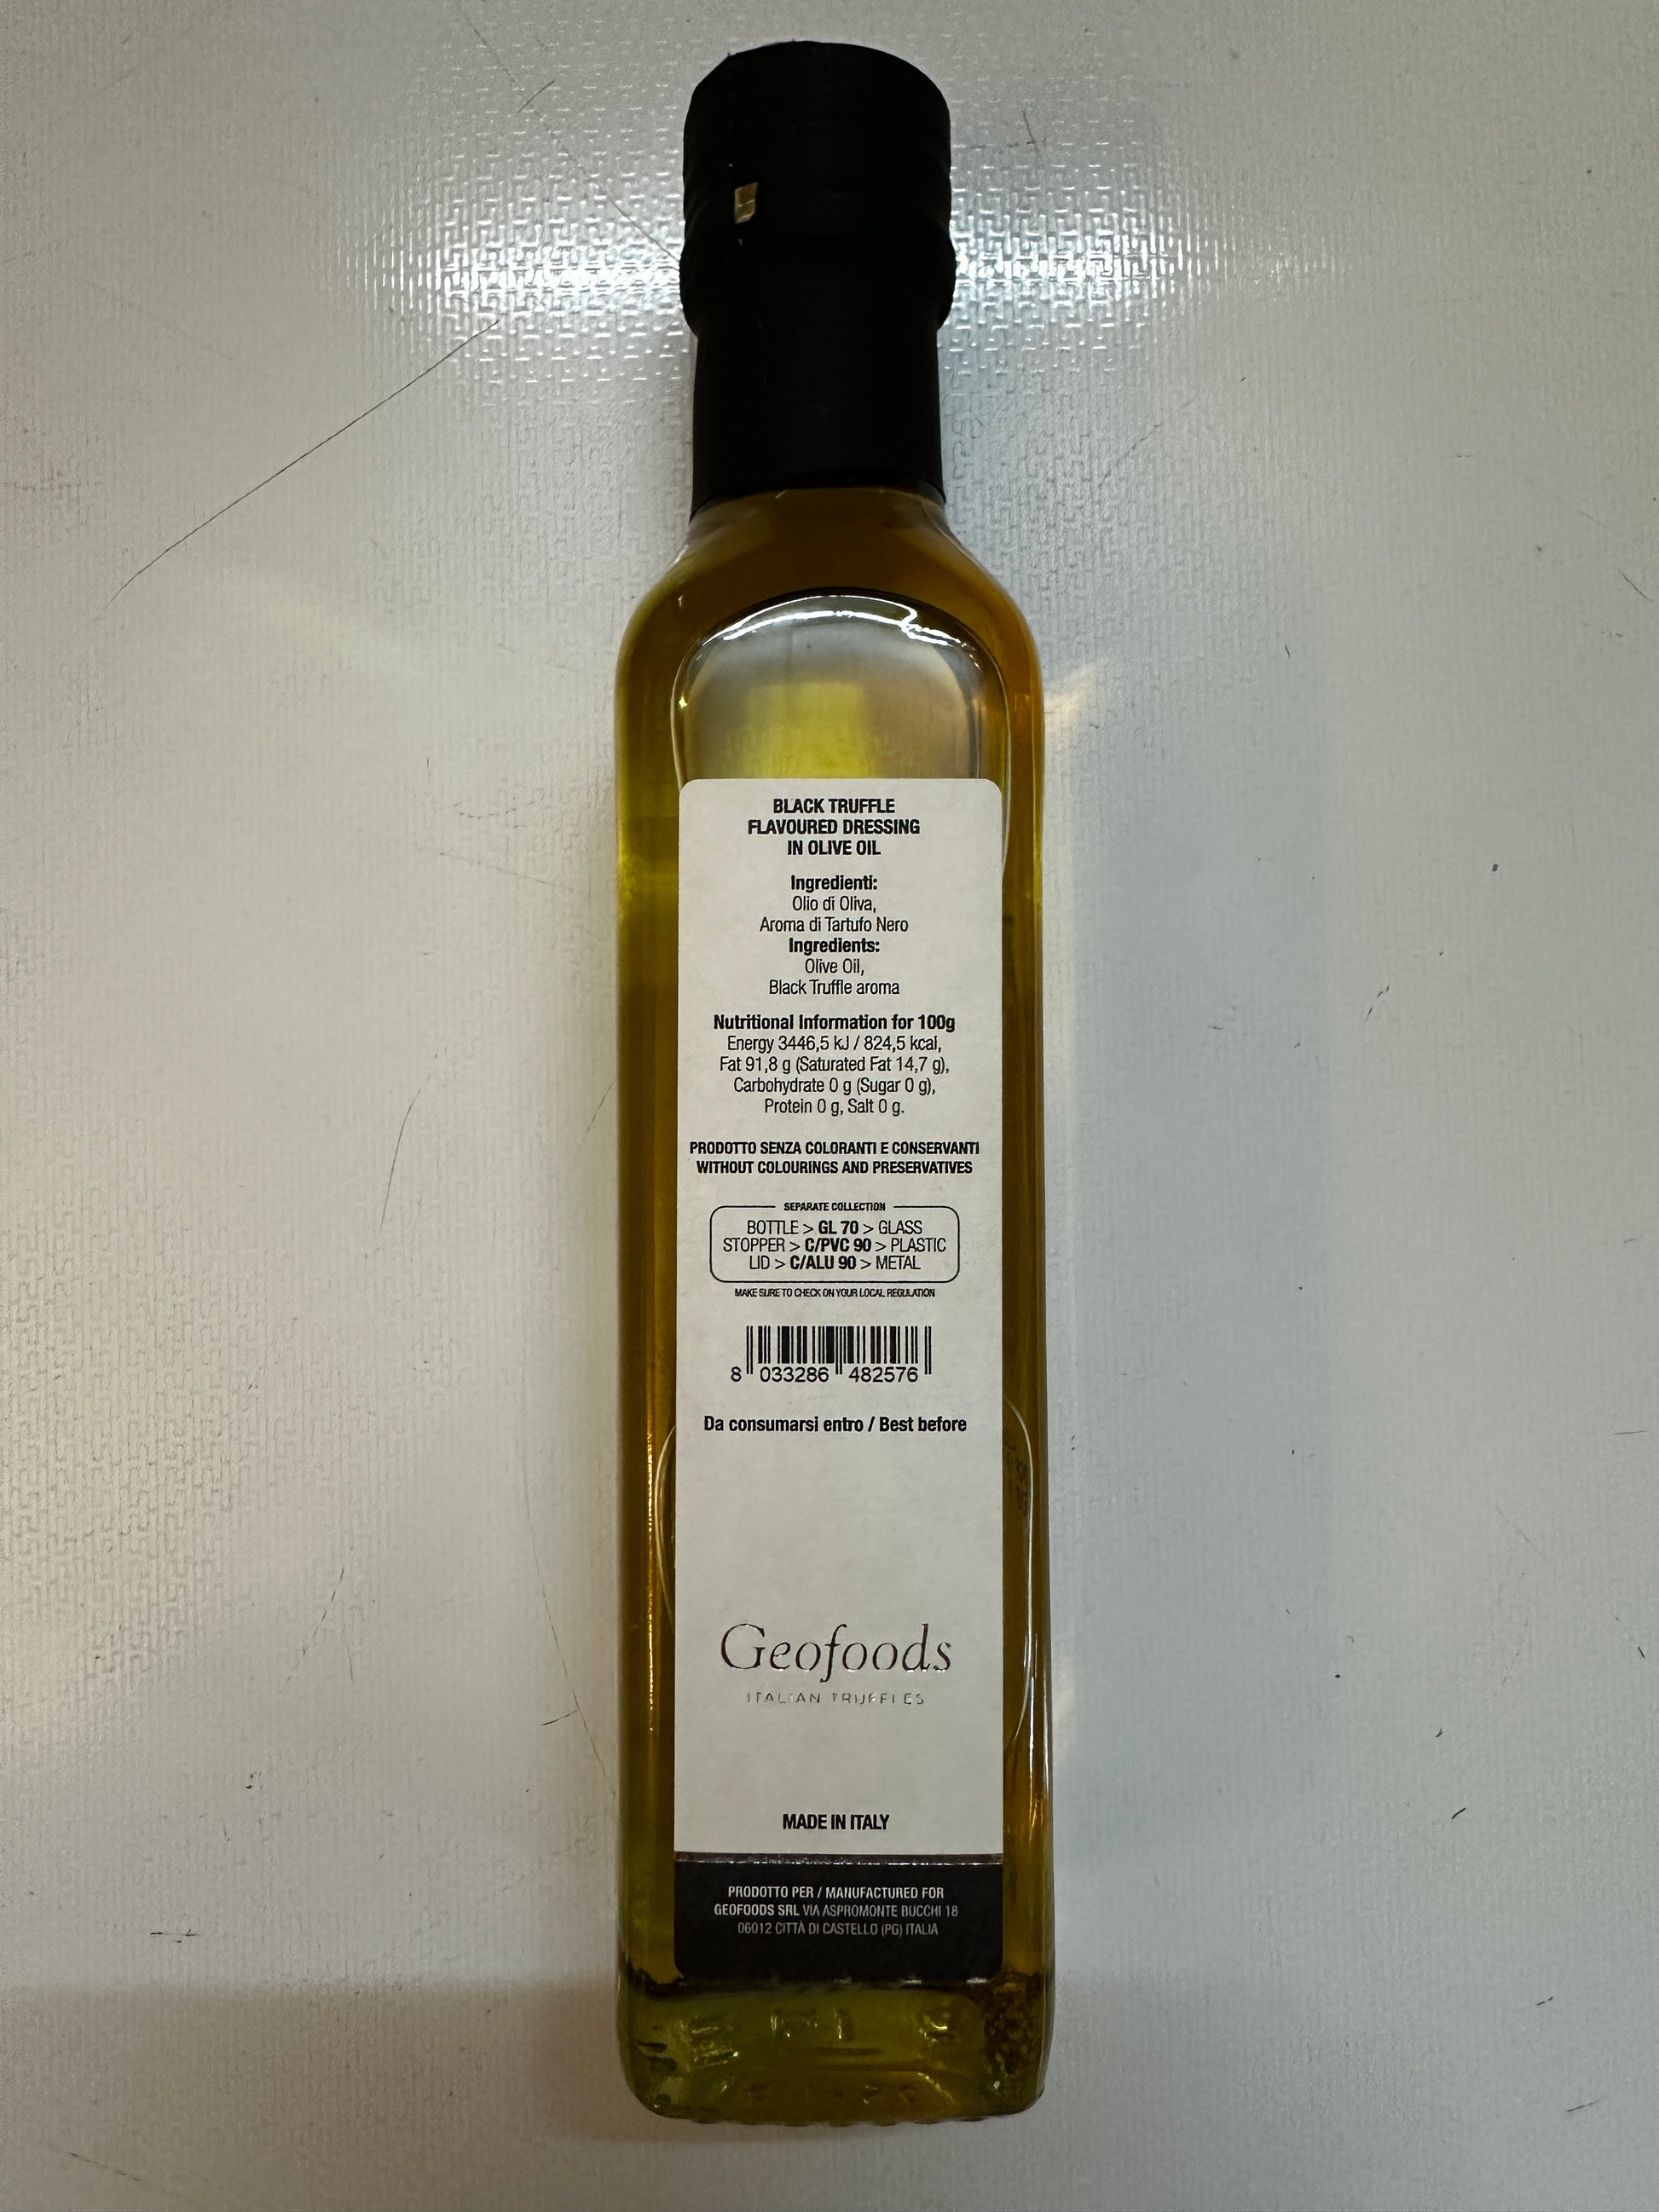 BLACK TRUFFLE
FLAVOURED DRESSING
IN OLIVE OIL
Ingredienti:
Olio di Oliva,
Aroma di Tartufo Nero
Ingredients:
Olive Oil,
Black Truffle aroma
Nutritional Information for 100g
Energy 3446,5 kJ / 824,5 kcal,
Fat 91,8 g (Saturated Fat 14,7 g),
Carbohydrate 0 g (Sugar 0 g),
Protein 0 g, Salt 0 g.
PRODOTTO SENZA COLORANTI E CONSERVANTI
WITHOUT COLOURINGS AND PRESERVATIVES
SEPARATE COLLECTION
BOTTLE > GL 70 > GLASS
STOPPER > C/PVC 90 > PLASTIC
LID > C/ALU 90 > METAL
MAKE SURE TO CHECK ON YOUR LOCAL REGULATION
8 033286 482576
Da consumarsi entro / Best before
Geofoods
ITALIAN TRUFFLES
MADE IN ITALY
PRODOTTO PER / MANUFACTURED FOR
GEOFOODS SRL VIA ASPROMONTE BUCCHI 18
06012 CITTÀ DI CASTELLO (PG) ITALIA